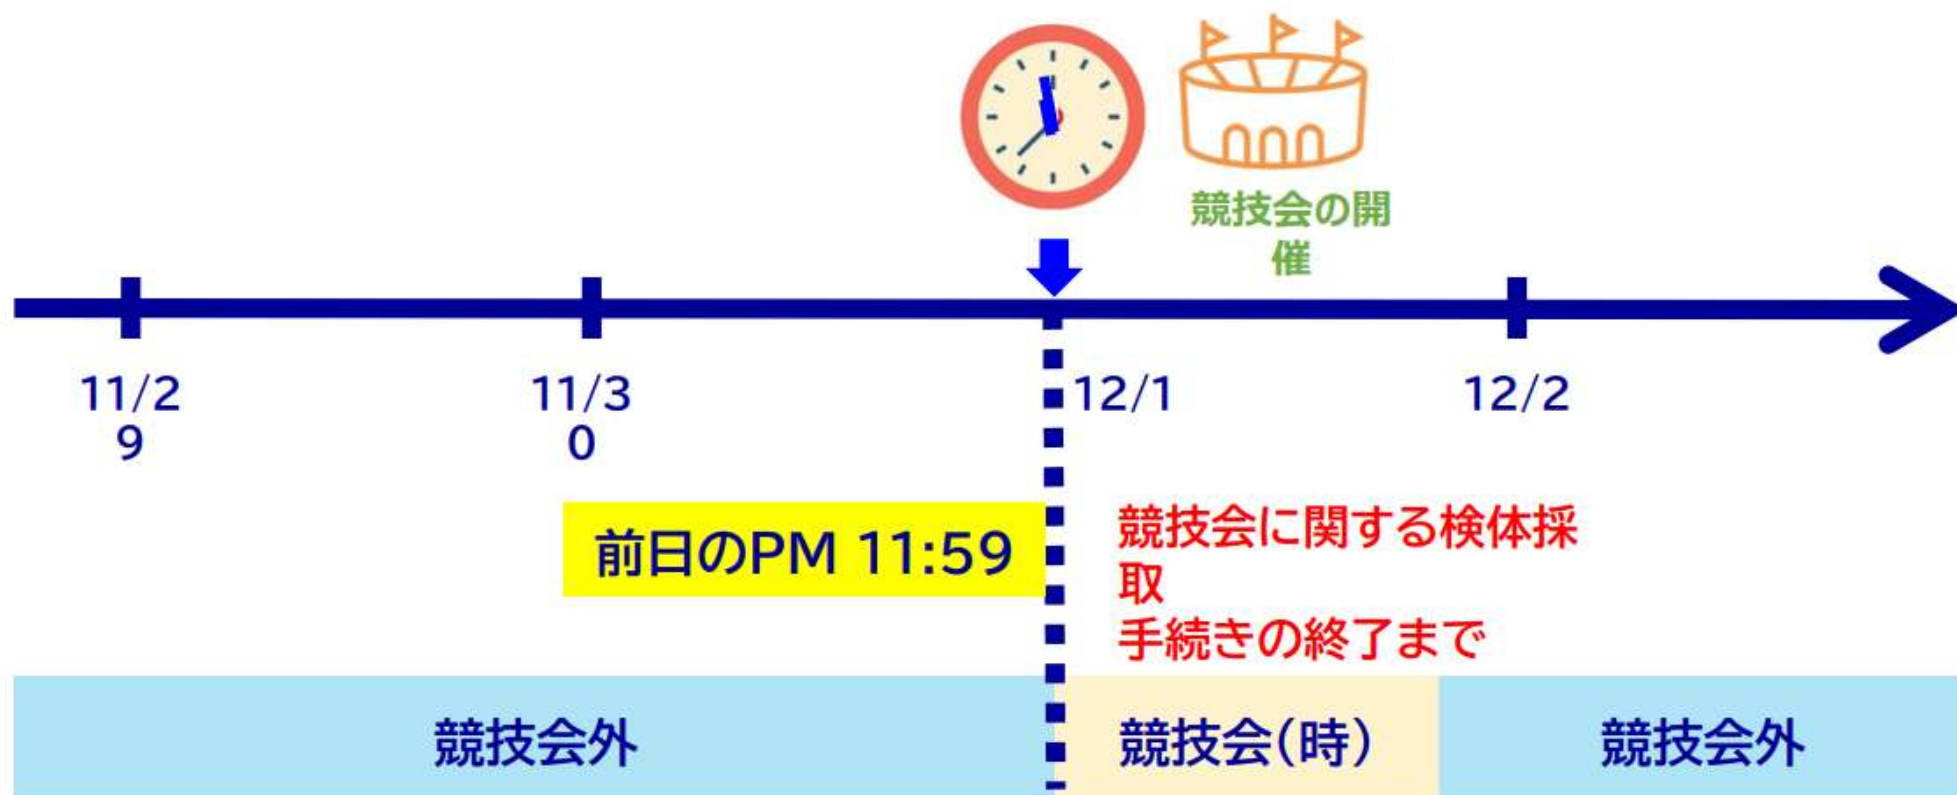 競技会の開
催
11/2
9
11/3
0
12/1
12/2
前日のPM 11:59
競技会に関する検体採
取
手続きの終了まで
競技会外
競技会(時)
競技会外